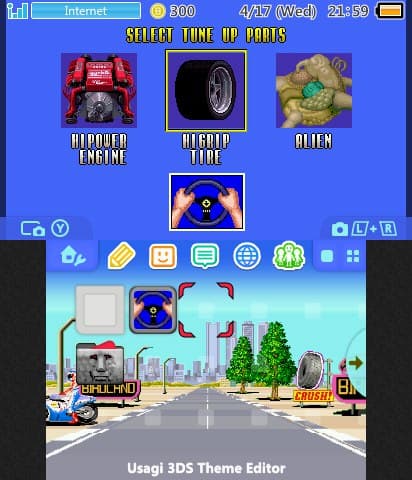 Internet 300 4/17 (Wed) 21:59
SELECT TUNE UP PARTS
HIPOWER ENGINE
HIGRIP TIRE
ALIEN
Y
L+R
BIRDLAND
CRUSH!
Usagi 3DS Theme Editor